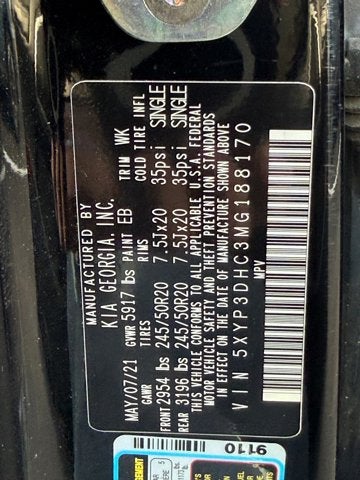 MANUFACTURED BY
KIA GEORGIA, INC.
MAY/07/21 GVWR 5917 lbs PAINT EB TRIM WK
GAWR TIRES RIMS COLD TIRE INFL
FRONT 2954 lbs 245/50R20 7.5Jx20 35psi SINGLE
REAR 3196 lbs 245/50R20 7.5Jx20 35psi SINGLE
THIS VEHICLE CONFORMS TO ALL APPLICABLE U.S.A. FEDERAL
MOTOR VEHICLE SAFETY AND THEFT PREVENTION STANDARDS
IN EFFECT ON THE DATE OF MANUFACTURE SHOWN ABOVE
VIN 5XYP3DHC3MG188170
MPV
9110